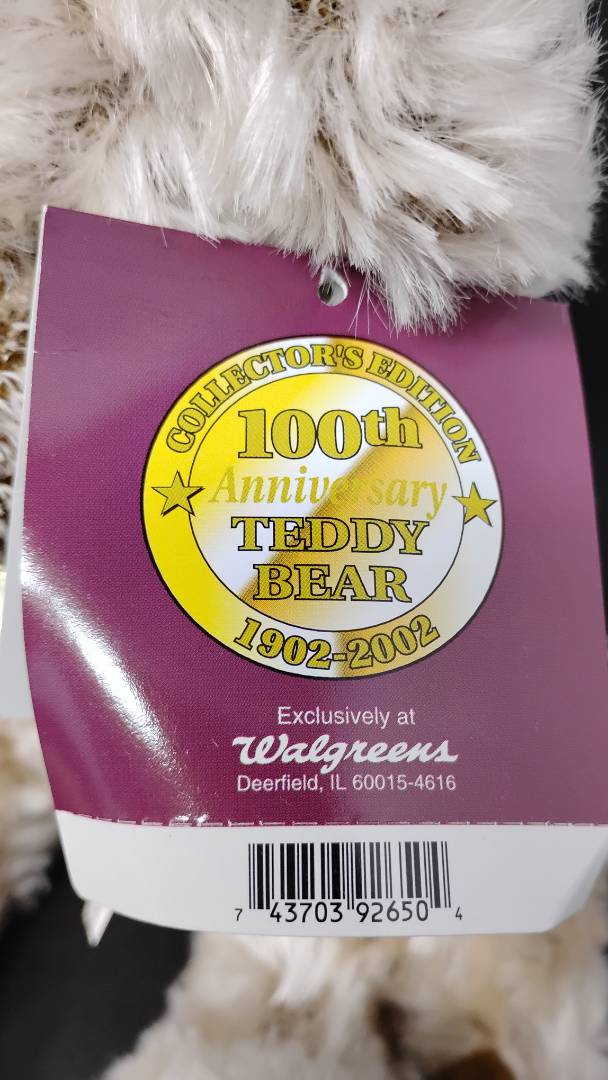 COLLECTOR'S EDITION
100th
Anniversary
TEDDY
BEAR
1902-2002
Exclusively at
Walgreens
Deerfield, IL 60015-4616
7 43703 92650 4